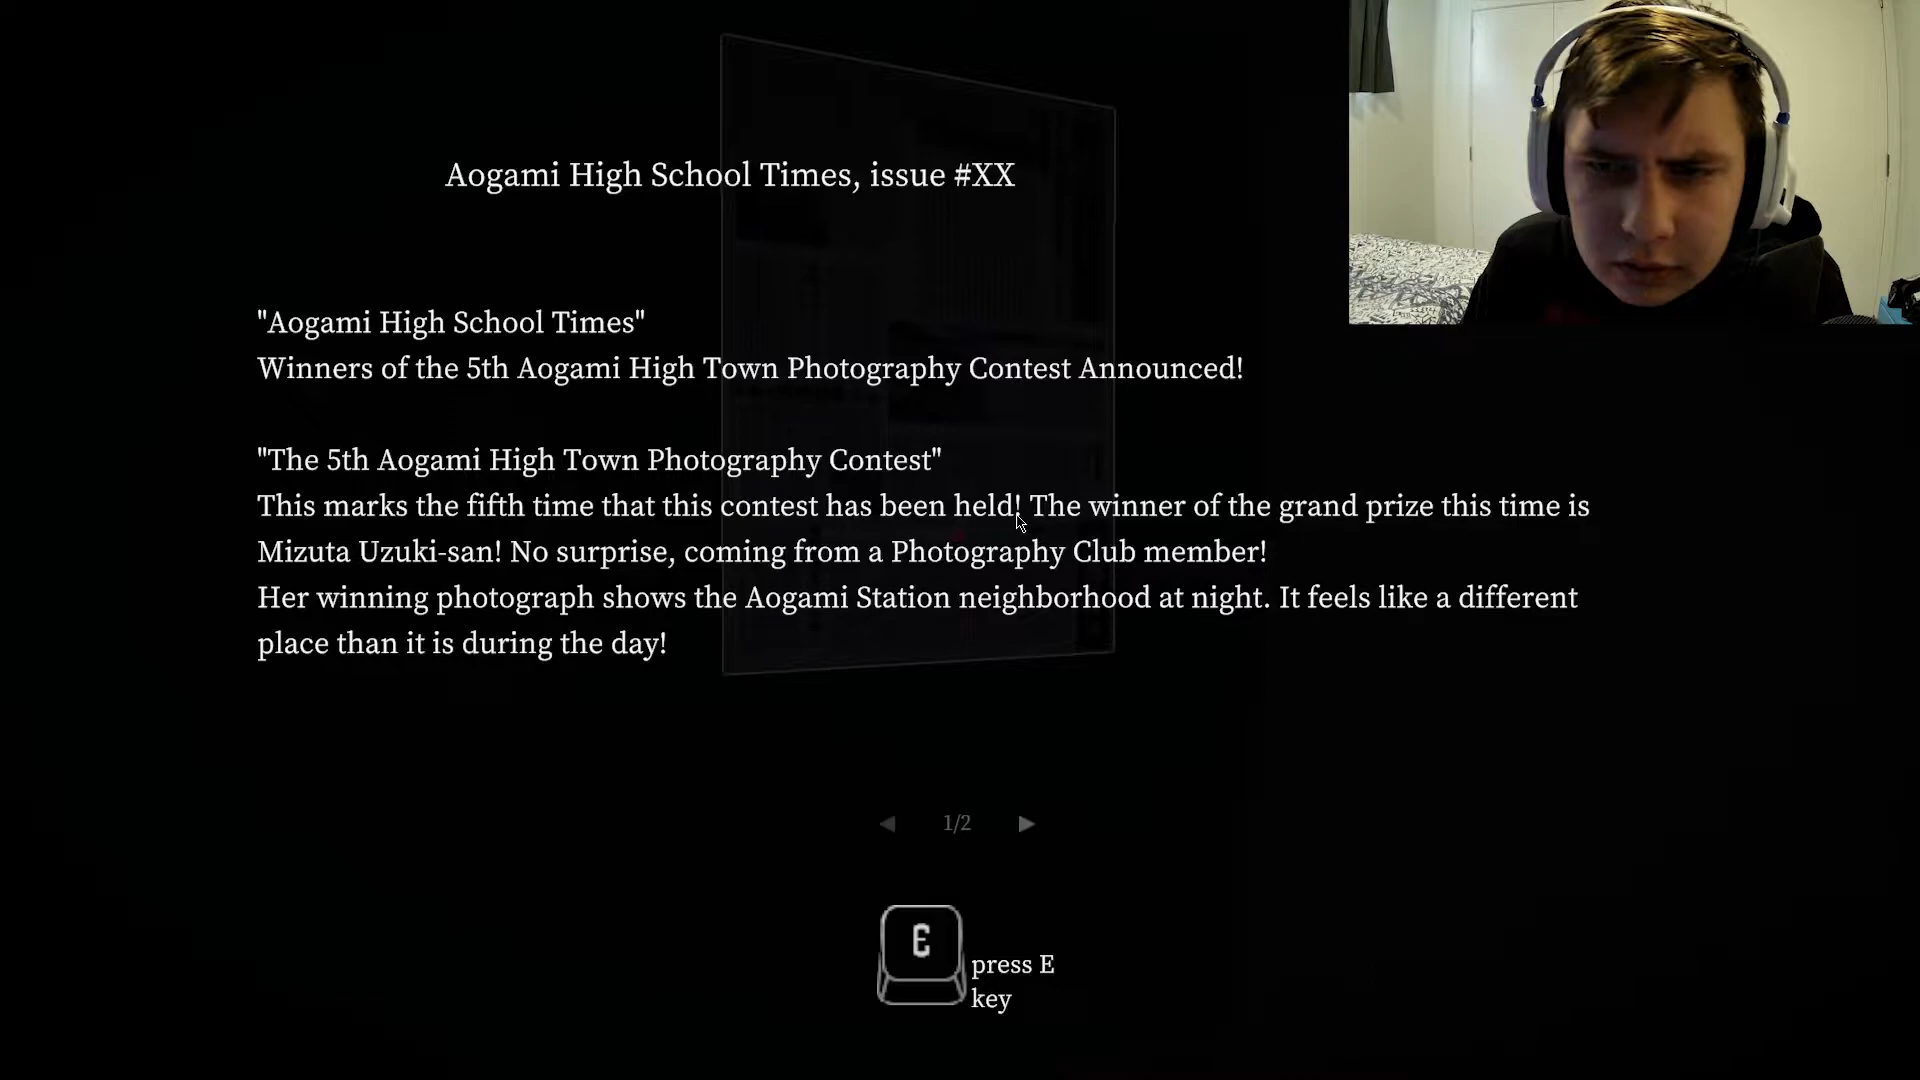 Aogami High School Times, issue #XX
"Aogami High School Times"
Winners of the 5th Aogami High Town Photography Contest Announced!
"The 5th Aogami High Town Photography Contest"
This marks the fifth time that this contest has been held! The winner of the grand prize this time is
Mizuta Uzuki-san! No surprise, coming from a Photography Club member!
Her winning photograph shows the Aogami Station neighborhood at night. It feels like a different
place than it is during the day!
1/2
E
press E
key